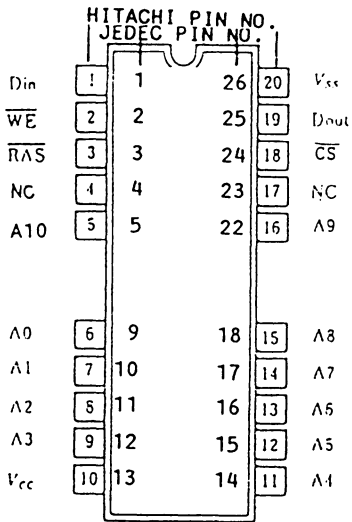 HITACHI PIN NO.
JEDEC PIN NO.
Din 1 1 26 20 Vss
W̅E̅ 2 2 25 19 Dout
R̅A̅S̅ 3 3 24 18 C̅S̅
NC 4 4 23 17 NC
A10 5 5 22 16 A9
A0 6 9 18 15 A8
A1 7 10 17 14 A7
A2 8 11 16 13 A6
A3 9 12 15 12 A5
Vcc 10 13 14 11 A4